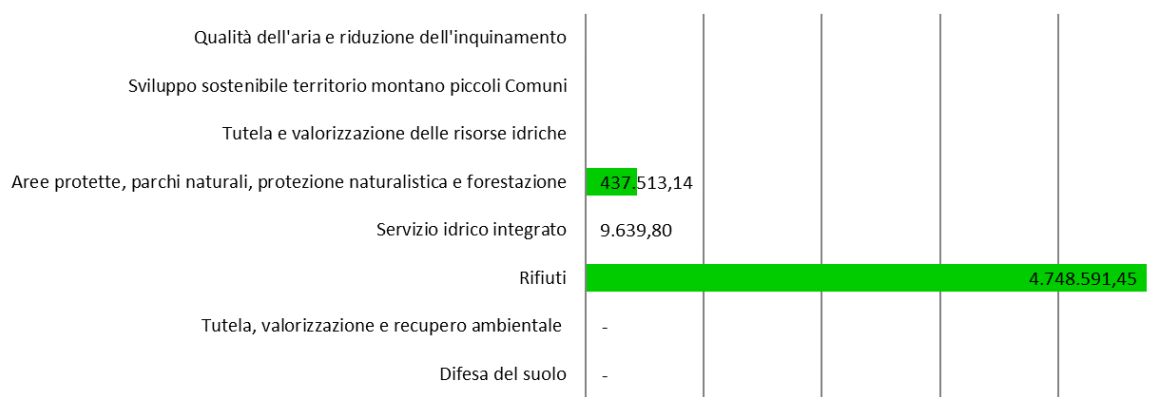 Qualità dell'aria e riduzione dell'inquinamento
Sviluppo sostenibile territorio montano piccoli Comuni
Tutela e valorizzazione delle risorse idriche
Aree protette, parchi naturali, protezione naturalistica e forestazione 437.513,14
Servizio idrico integrato 9.639,80
Rifiuti 4.748.591,45
Tutela, valorizzazione e recupero ambientale -
Difesa del suolo -